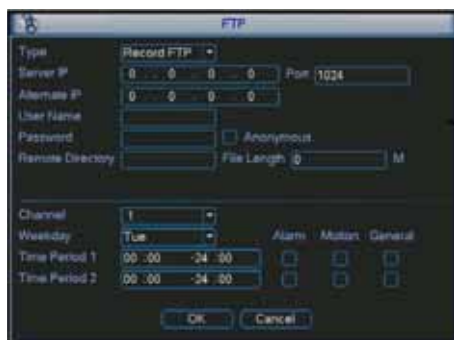 FTP
Type Record FTP
Server IP 0 . 0 . 0 . 0 Port 1024
Alternate IP 0 . 0 . 0 . 0
User Name
Password Anonymous
Remote Directory File Length 0 M
Channel 1
Weekday Tue Alarm Motion General
Time Period 1 00 :00 -24 :00
Time Period 2 00 :00 -24 :00
OK Cancel